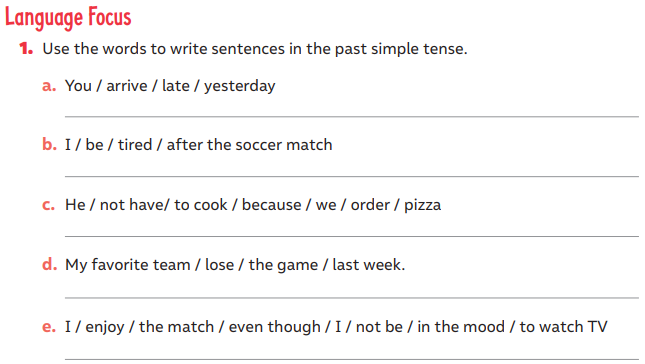 Language Focus
1. Use the words to write sentences in the past simple tense.
a. You / arrive / late / yesterday
b. I / be / tired / after the soccer match
c. He / not have/ to cook / because / we / order / pizza
d. My favorite team / lose / the game / last week.
e. I / enjoy / the match / even though / I / not be / in the mood / to watch TV